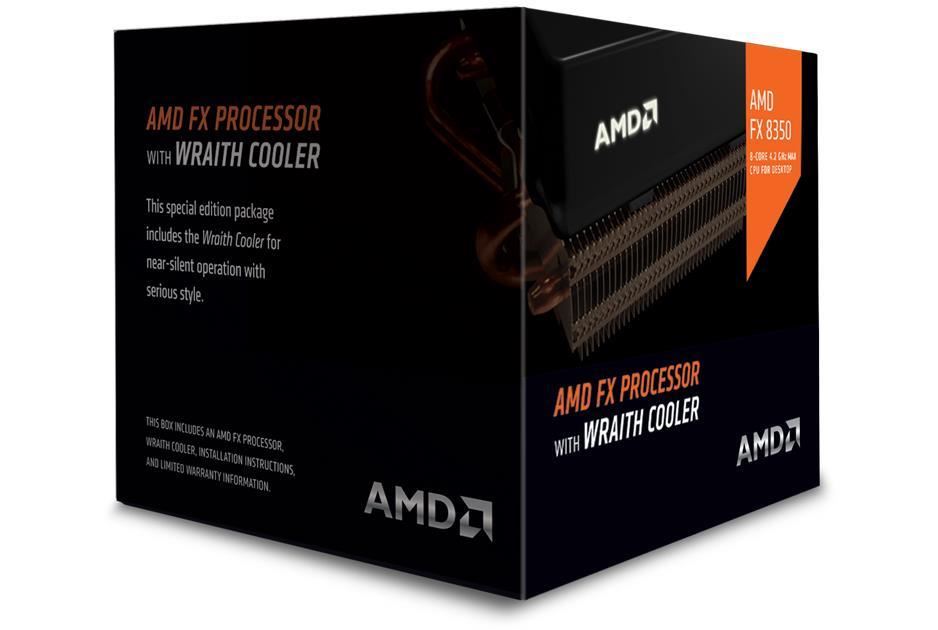 AMD FX PROCESSOR
WITH WRAITH COOLER
This special edition package
includes the Wraith Cooler for
near-silent operation with
serious style.
THIS BOX INCLUDES AN AMD FX PROCESSOR,
WRAITH COOLER, INSTALLATION INSTRUCTIONS,
AND LIMITED WARRANTY INFORMATION.
AMD
AMD
AMD
FX 8350
8-CORE 4.2 GHz MAX
CPU FOR DESKTOP
AMD FX PROCESSOR
WITH WRAITH COOLER
AMD